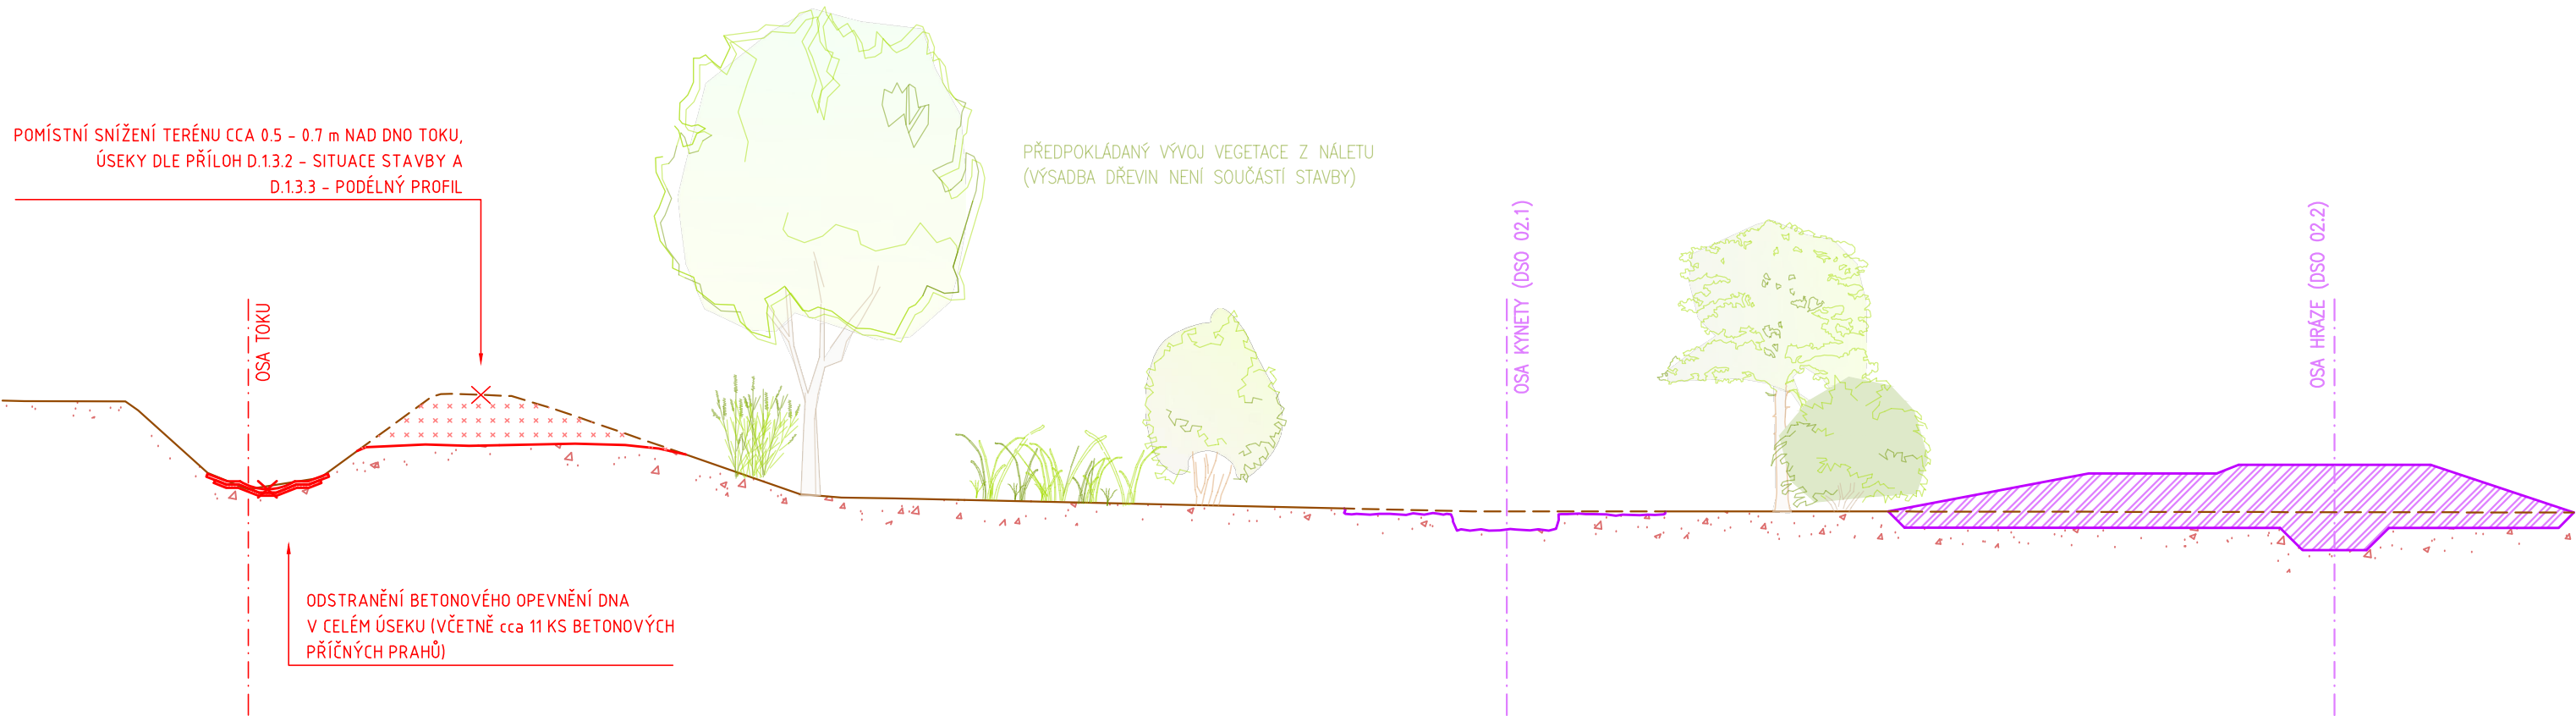 POMÍSTNÍ SNÍŽENÍ TERÉNU CCA 0.5 - 0.7 m NAD DNO TOKU,
ÚSEKY DLE PŘÍLOH D.1.3.2 - SITUACE STAVBY A
D.1.3.3 - PODÉLNÝ PROFIL
OSA TOKU
PŘEDPOKLÁDANÝ VÝVOJ VEGETACE Z NÁLETU
(VÝSADBA DŘEVIN NENÍ SOUČÁSTÍ STAVBY)
OSA KYNETY (DSO 02.1)
OSA HRÁZE (DSO 02.2)
ODSTRANĚNÍ BETONOVÉHO OPEVNĚNÍ DNA
V CELÉM ÚSEKU (VČETNĚ cca 11 KS BETONOVÝCH
PŘÍČNÝCH PRAHŮ)